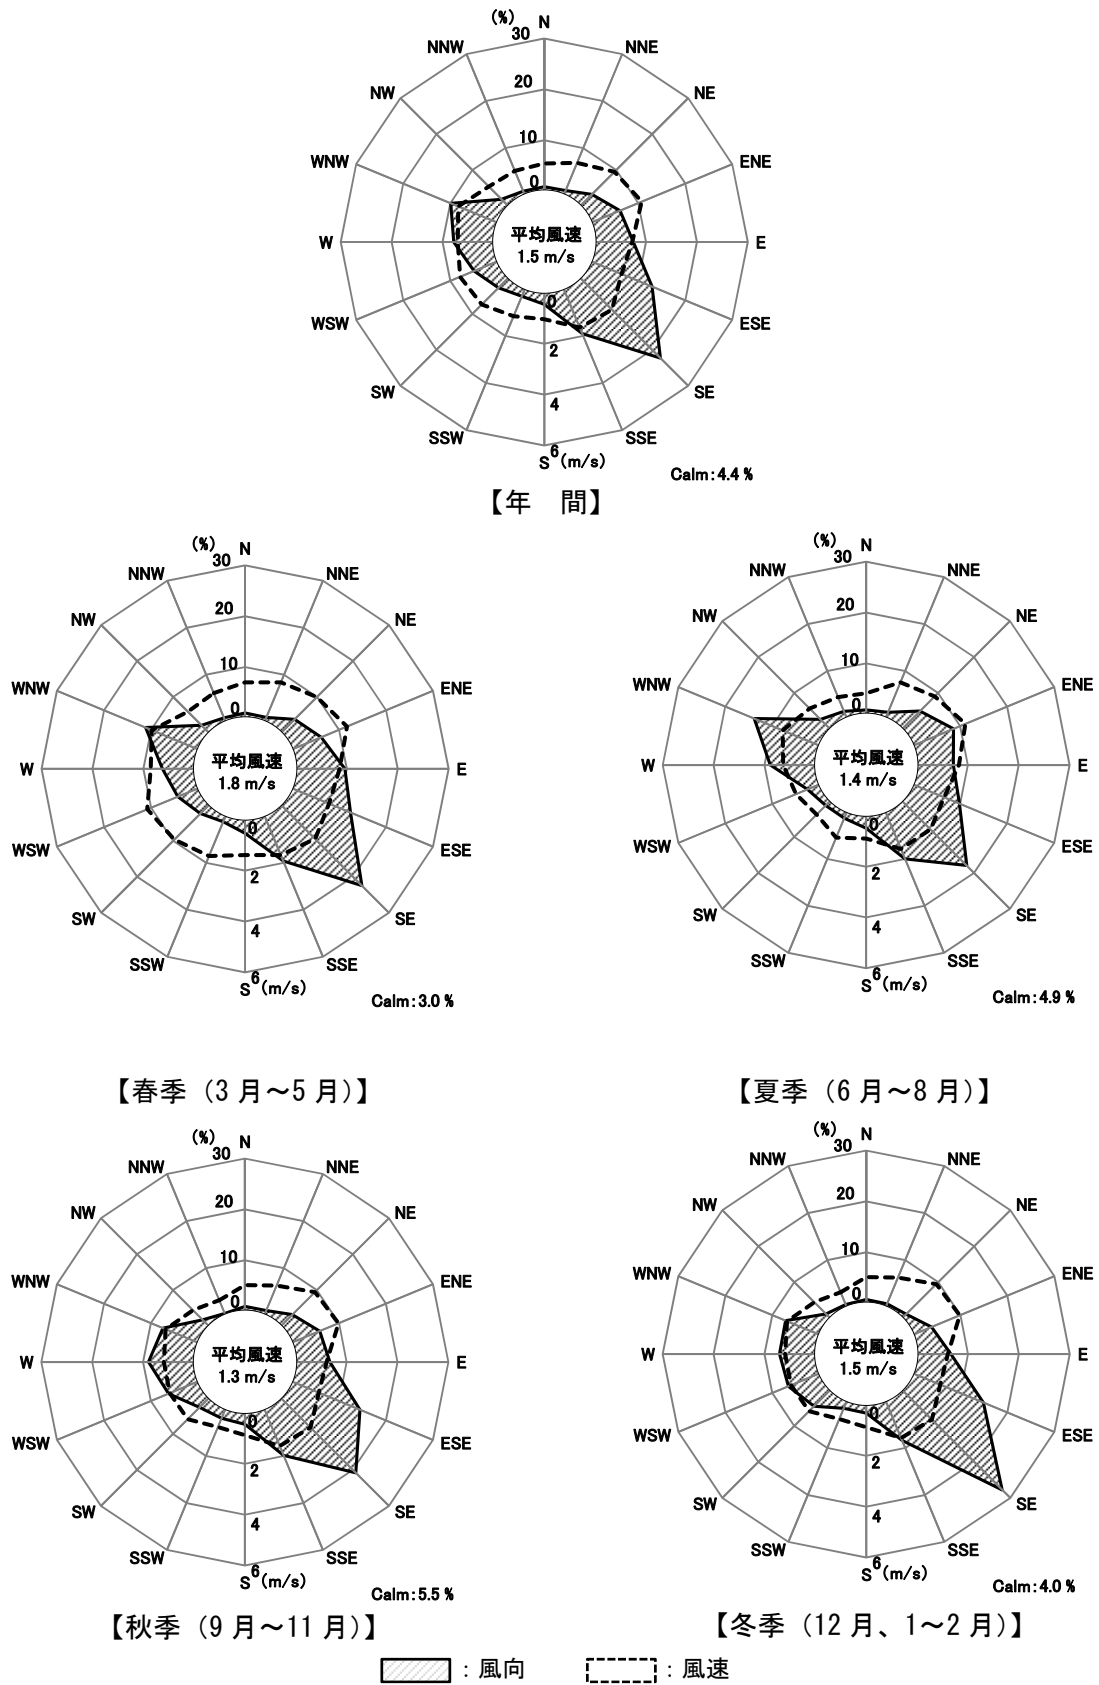 (%)
N
30
NNW
NNE
20
NW
NE
10
WNW
ENE
0
平均風速
1.5 m/s
W
E
0
WSW
ESE
2
SW
SE
4
SSW
SSE
6
S
(m/s)
Calm:4.4 %
【年　間】
(%)
N
30
NNW
NNE
20
NW
NE
10
WNW
ENE
0
平均風速
1.8 m/s
W
E
0
WSW
ESE
2
SW
SE
4
SSW
SSE
6
S
(m/s)
Calm:3.0 %
【春季（3 月～5 月）】
(%)
N
30
NNW
NNE
20
NW
NE
10
WNW
ENE
0
平均風速
1.4 m/s
W
E
0
WSW
ESE
2
SW
SE
4
SSW
SSE
6
S
(m/s)
Calm:4.9 %
【夏季（6 月～8 月）】
(%)
N
30
NNW
NNE
20
NW
NE
10
WNW
ENE
0
平均風速
1.3 m/s
W
E
0
WSW
ESE
2
SW
SE
4
SSW
SSE
6
S
(m/s)
Calm:5.5 %
【秋季（9 月～11 月）】
(%)
N
30
NNW
NNE
20
NW
NE
10
WNW
ENE
0
平均風速
1.5 m/s
W
E
0
WSW
ESE
2
SW
SE
4
SSW
SSE
6
S
(m/s)
Calm:4.0 %
【冬季（12 月、1～2 月）】
：風向
：風速